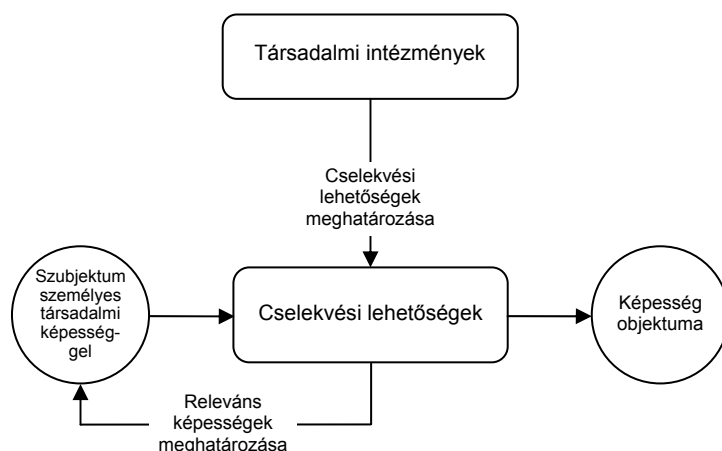 Társadalmi intézmények
Cselekvési
lehetőségek
meghatározása
Szubjektum
személyes
társadalmi
képesség-
gel
Cselekvési lehetőségek
Képesség
objektuma
Releváns
képességek
meghatározása